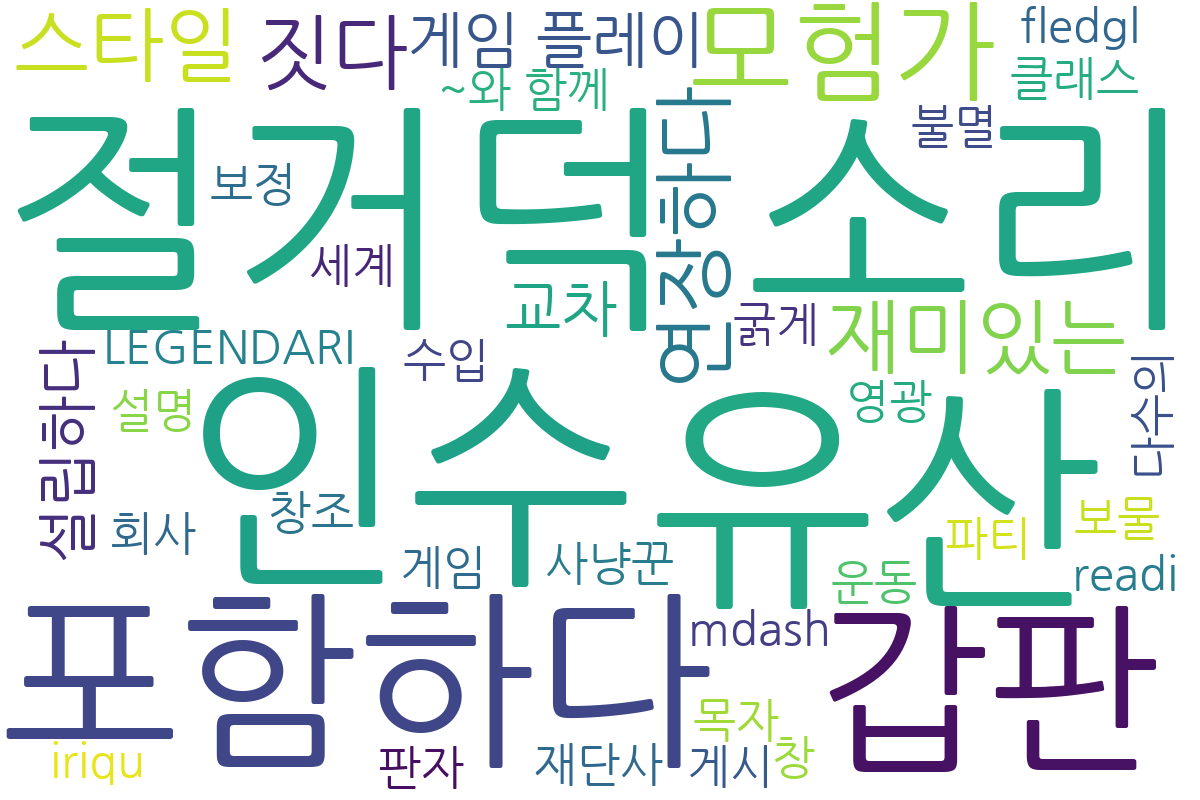 스타일
짓다
게임 플레이
모험가
fledgl
~와 함께
클래스
절거덕 소리
연장하다
불멸
보정
세계
교차
굵게
재미있는
LEGENDARI
수입
설립하다
설명
영광
다수의
인수
유산
창조
회사
게임
사냥꾼
파티
보물
운동
readi
포함하다
mdash
갑판
iriqu
판자
재단사
목자
게시
창